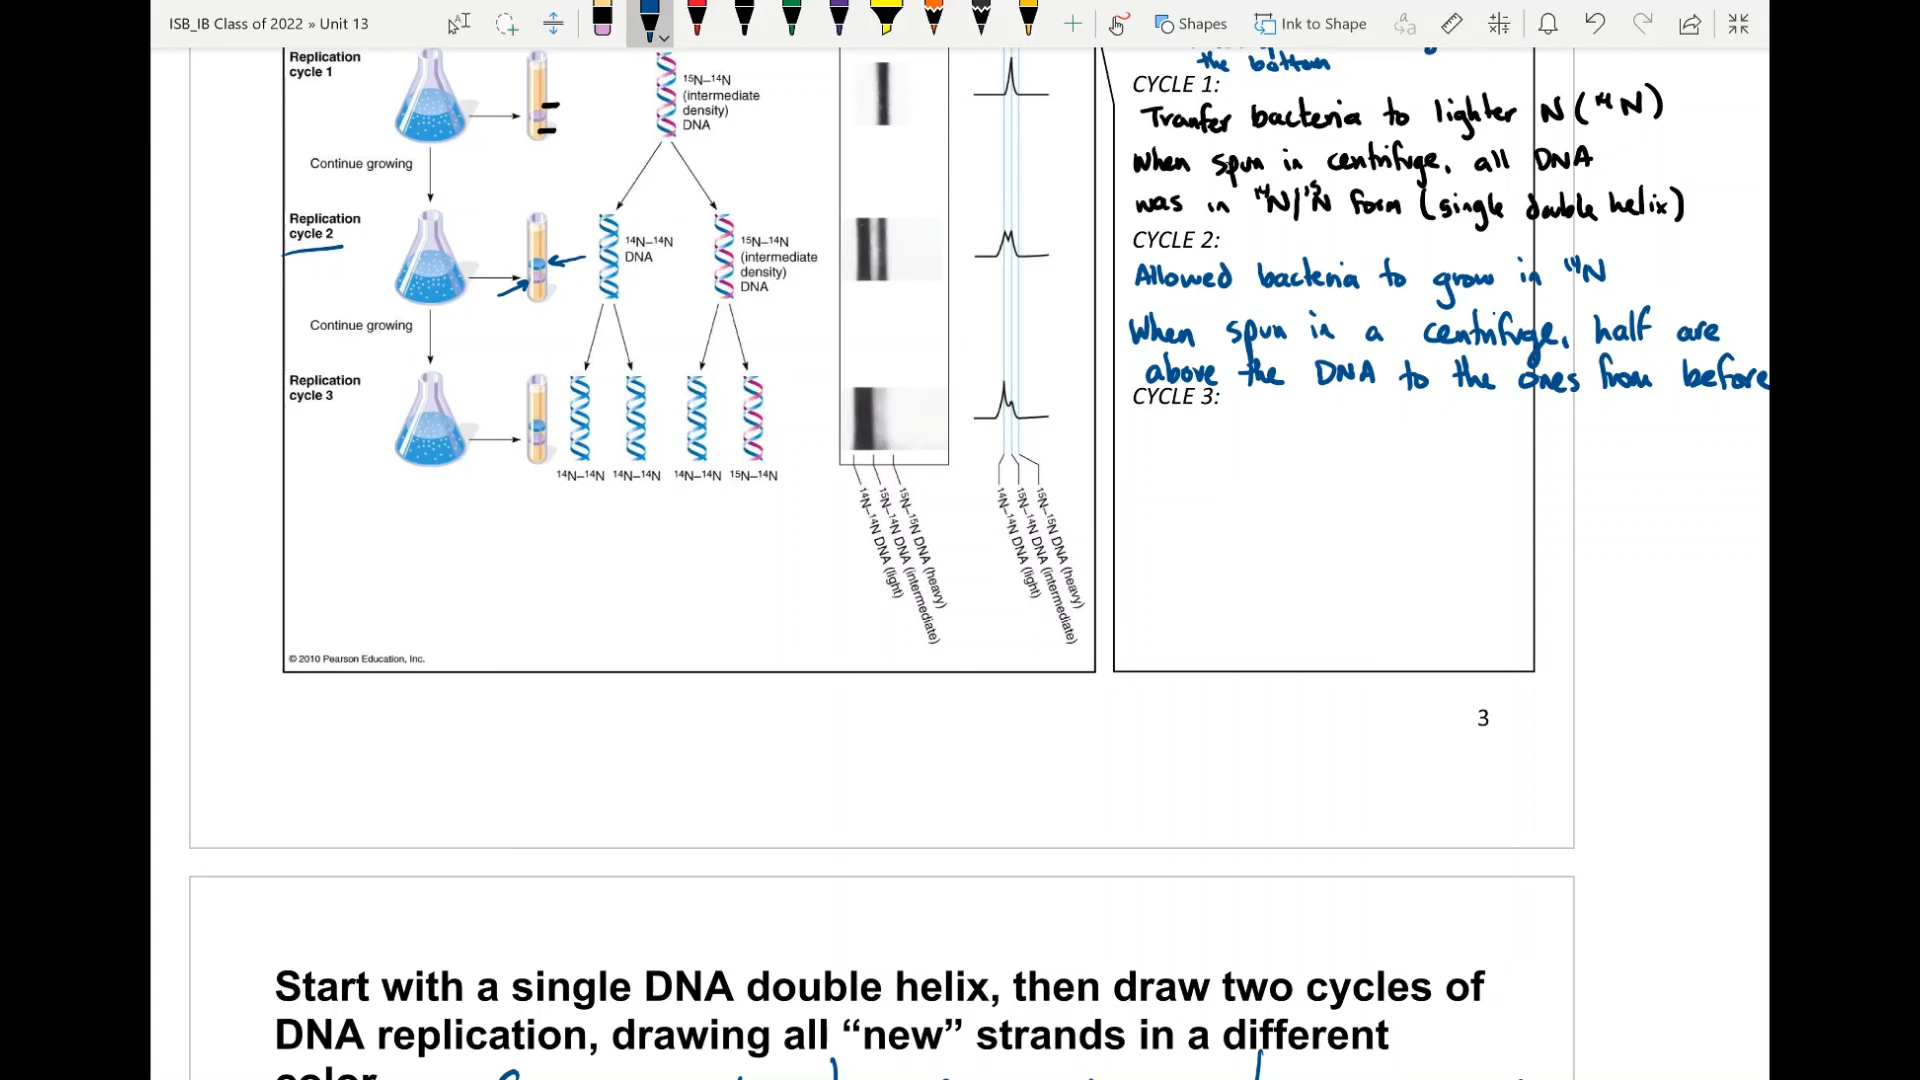 ISB_IB Class of 2022 » Unit 13
Shapes
Ink to Shape
Replication
cycle 1
¹⁵N–¹⁴N
(intermediate
density)
DNA
Continue growing
Replication
cycle 2
¹⁴N–¹⁴N
DNA
¹⁵N–¹⁴N
(intermediate
density)
DNA
Continue growing
Replication
cycle 3
¹⁴N–¹⁴N ¹⁴N–¹⁴N ¹⁴N–¹⁴N ¹⁵N–¹⁴N
¹⁴N–¹⁴N DNA (light)
¹⁵N–¹⁴N DNA (intermediate)
¹⁵N–¹⁵N DNA (heavy)
¹⁴N–¹⁴N DNA (light)
¹⁵N–¹⁴N DNA (intermediate)
¹⁵N–¹⁵N DNA (heavy)
© 2010 Pearson Education, Inc.
the bottom
CYCLE 1:
Tranfer bacteria to lighter N (¹⁴N)
When spun in centrifuge, all DNA
was in ¹⁴N/¹⁵N form (single double helix)
CYCLE 2:
Allowed bacteria to grow in ¹⁴N
When spun in a centrifuge, half are
above the DNA to the ones from before
CYCLE 3:
3
Start with a single DNA double helix, then draw two cycles of
DNA replication, drawing all “new” strands in a different
color